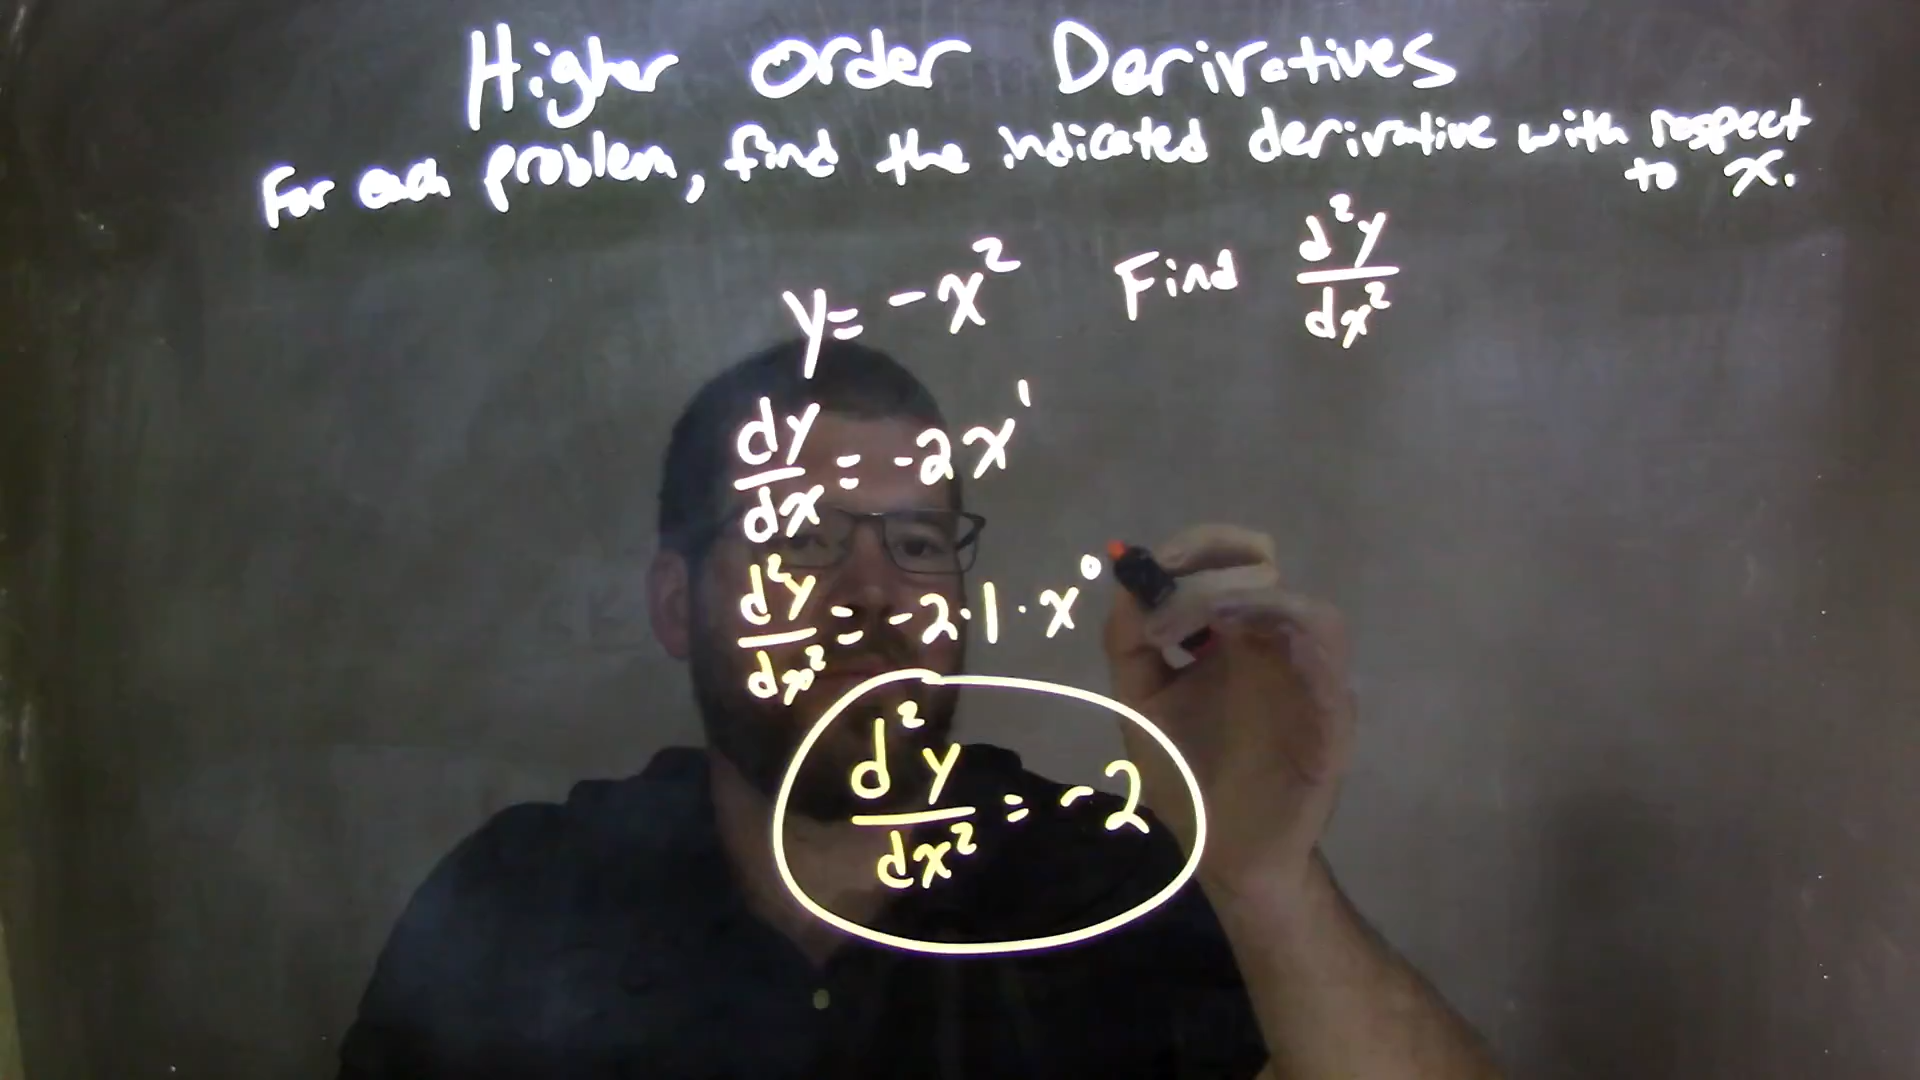 Higher Order Derivatives
For each problem, find the indicated derivative with respect
to x.
y = -x² Find d²y/dx²
dy/dx = -2x¹
d²y/dx² = -2·1·x⁰
d²y/dx² = -2